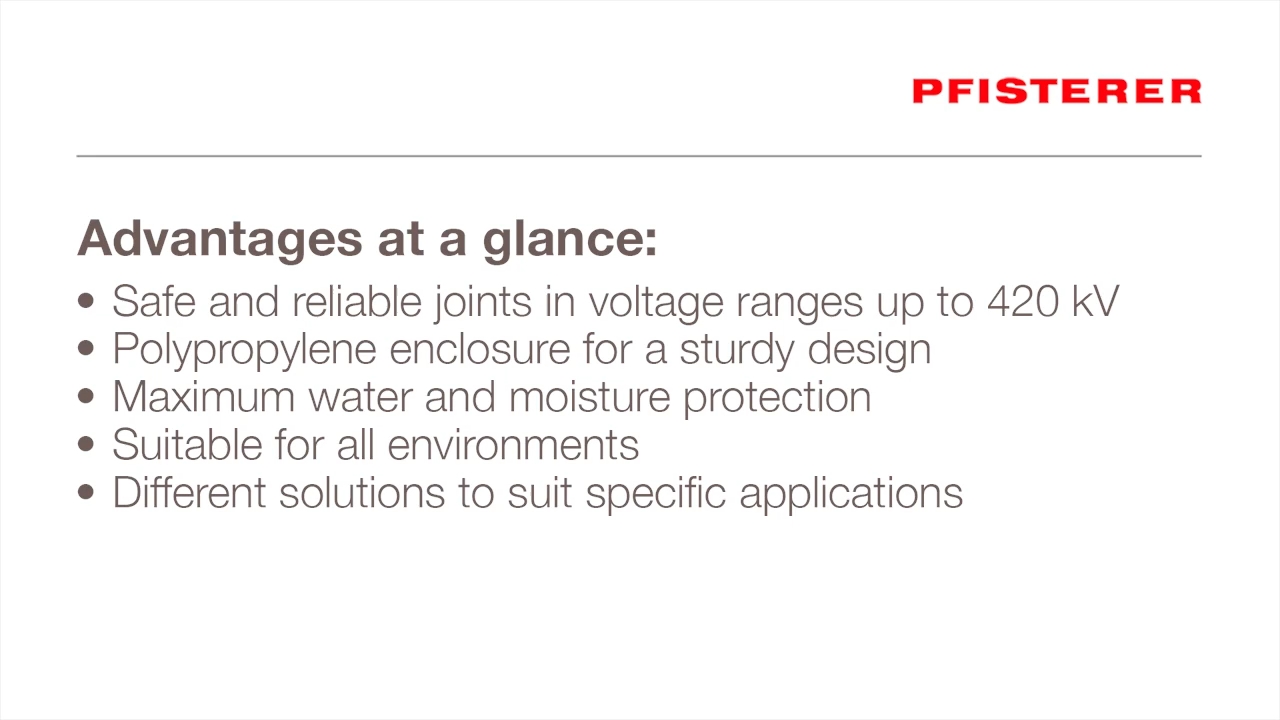 PFISTERER
Advantages at a glance:
• Safe and reliable joints in voltage ranges up to 420 kV
• Polypropylene enclosure for a sturdy design
• Maximum water and moisture protection
• Suitable for all environments
• Different solutions to suit specific applications